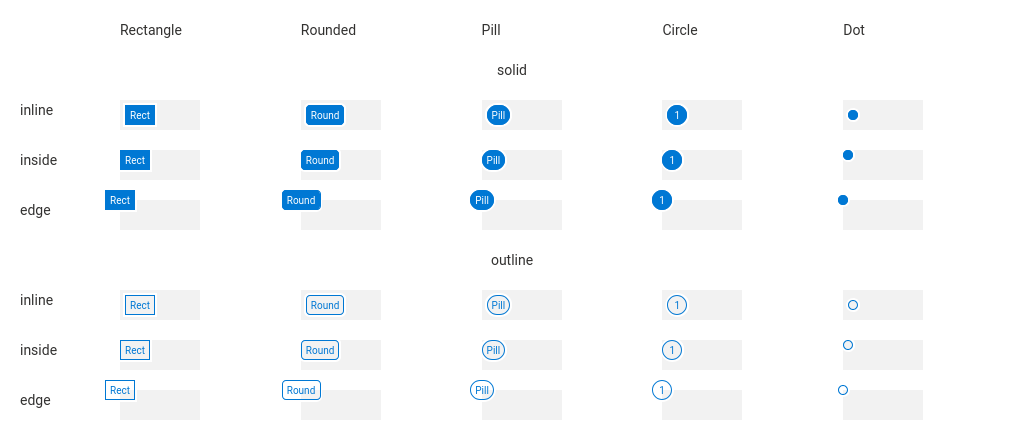 Rectangle Rounded Pill Circle Dot
solid
inline Rect Round Pill 1
inside Rect Round Pill 1
edge Rect Round Pill 1
outline
inline Rect Round Pill 1
inside Rect Round Pill 1
edge Rect Round Pill 1